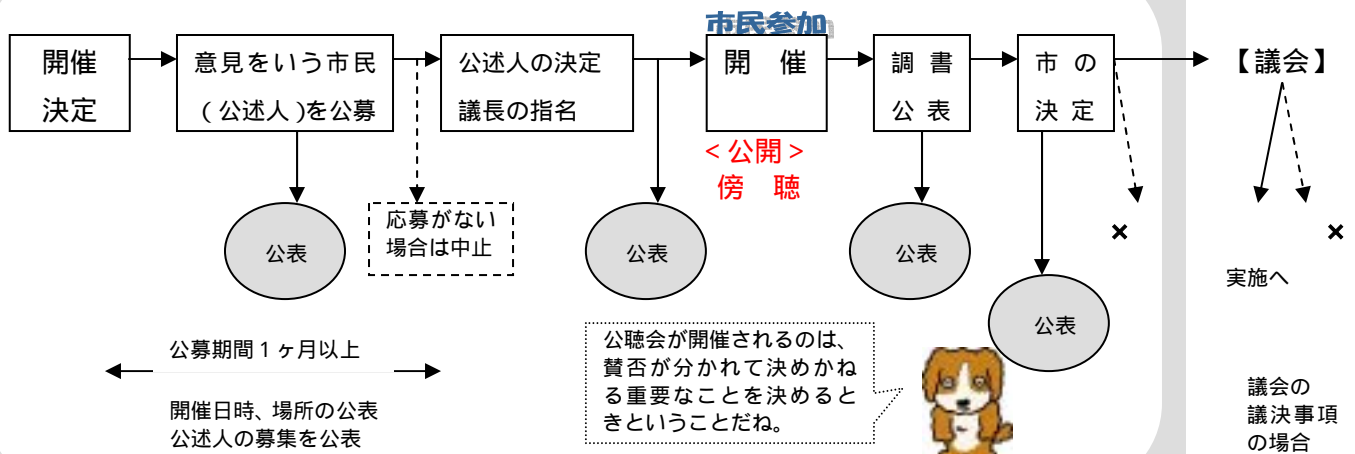 市民参加
開催
決定
意見をいう市民
(公述人)を公募
公述人の決定
議長の指名
開　催
調 書
公 表
市 の
決 定
【議会】
<公開>
傍　聴
公表
応募がない
場合は中止
公表
公表
×
×
実施へ
公表
公募期間1ヶ月以上
開催日時、場所の公表
公述人の募集を公表
公聴会が開催されるのは、
賛否が分かれて決めかね
る重要なことを決めると
きということだね。
議会の
議決事項
の場合